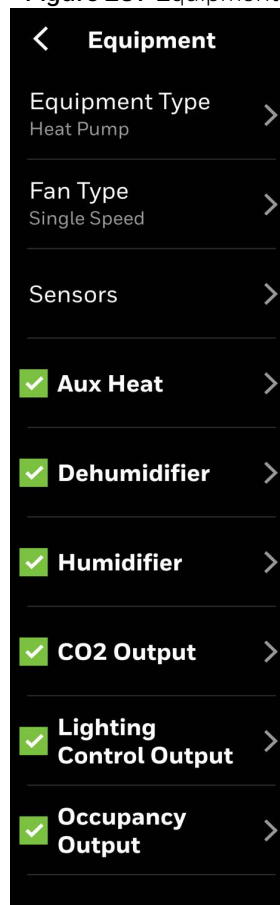 Equipment
Equipment Type
Heat Pump
Fan Type
Single Speed
Sensors
Aux Heat
Dehumidifier
Humidifier
CO2 Output
Lighting
Control Output
Occupancy
Output